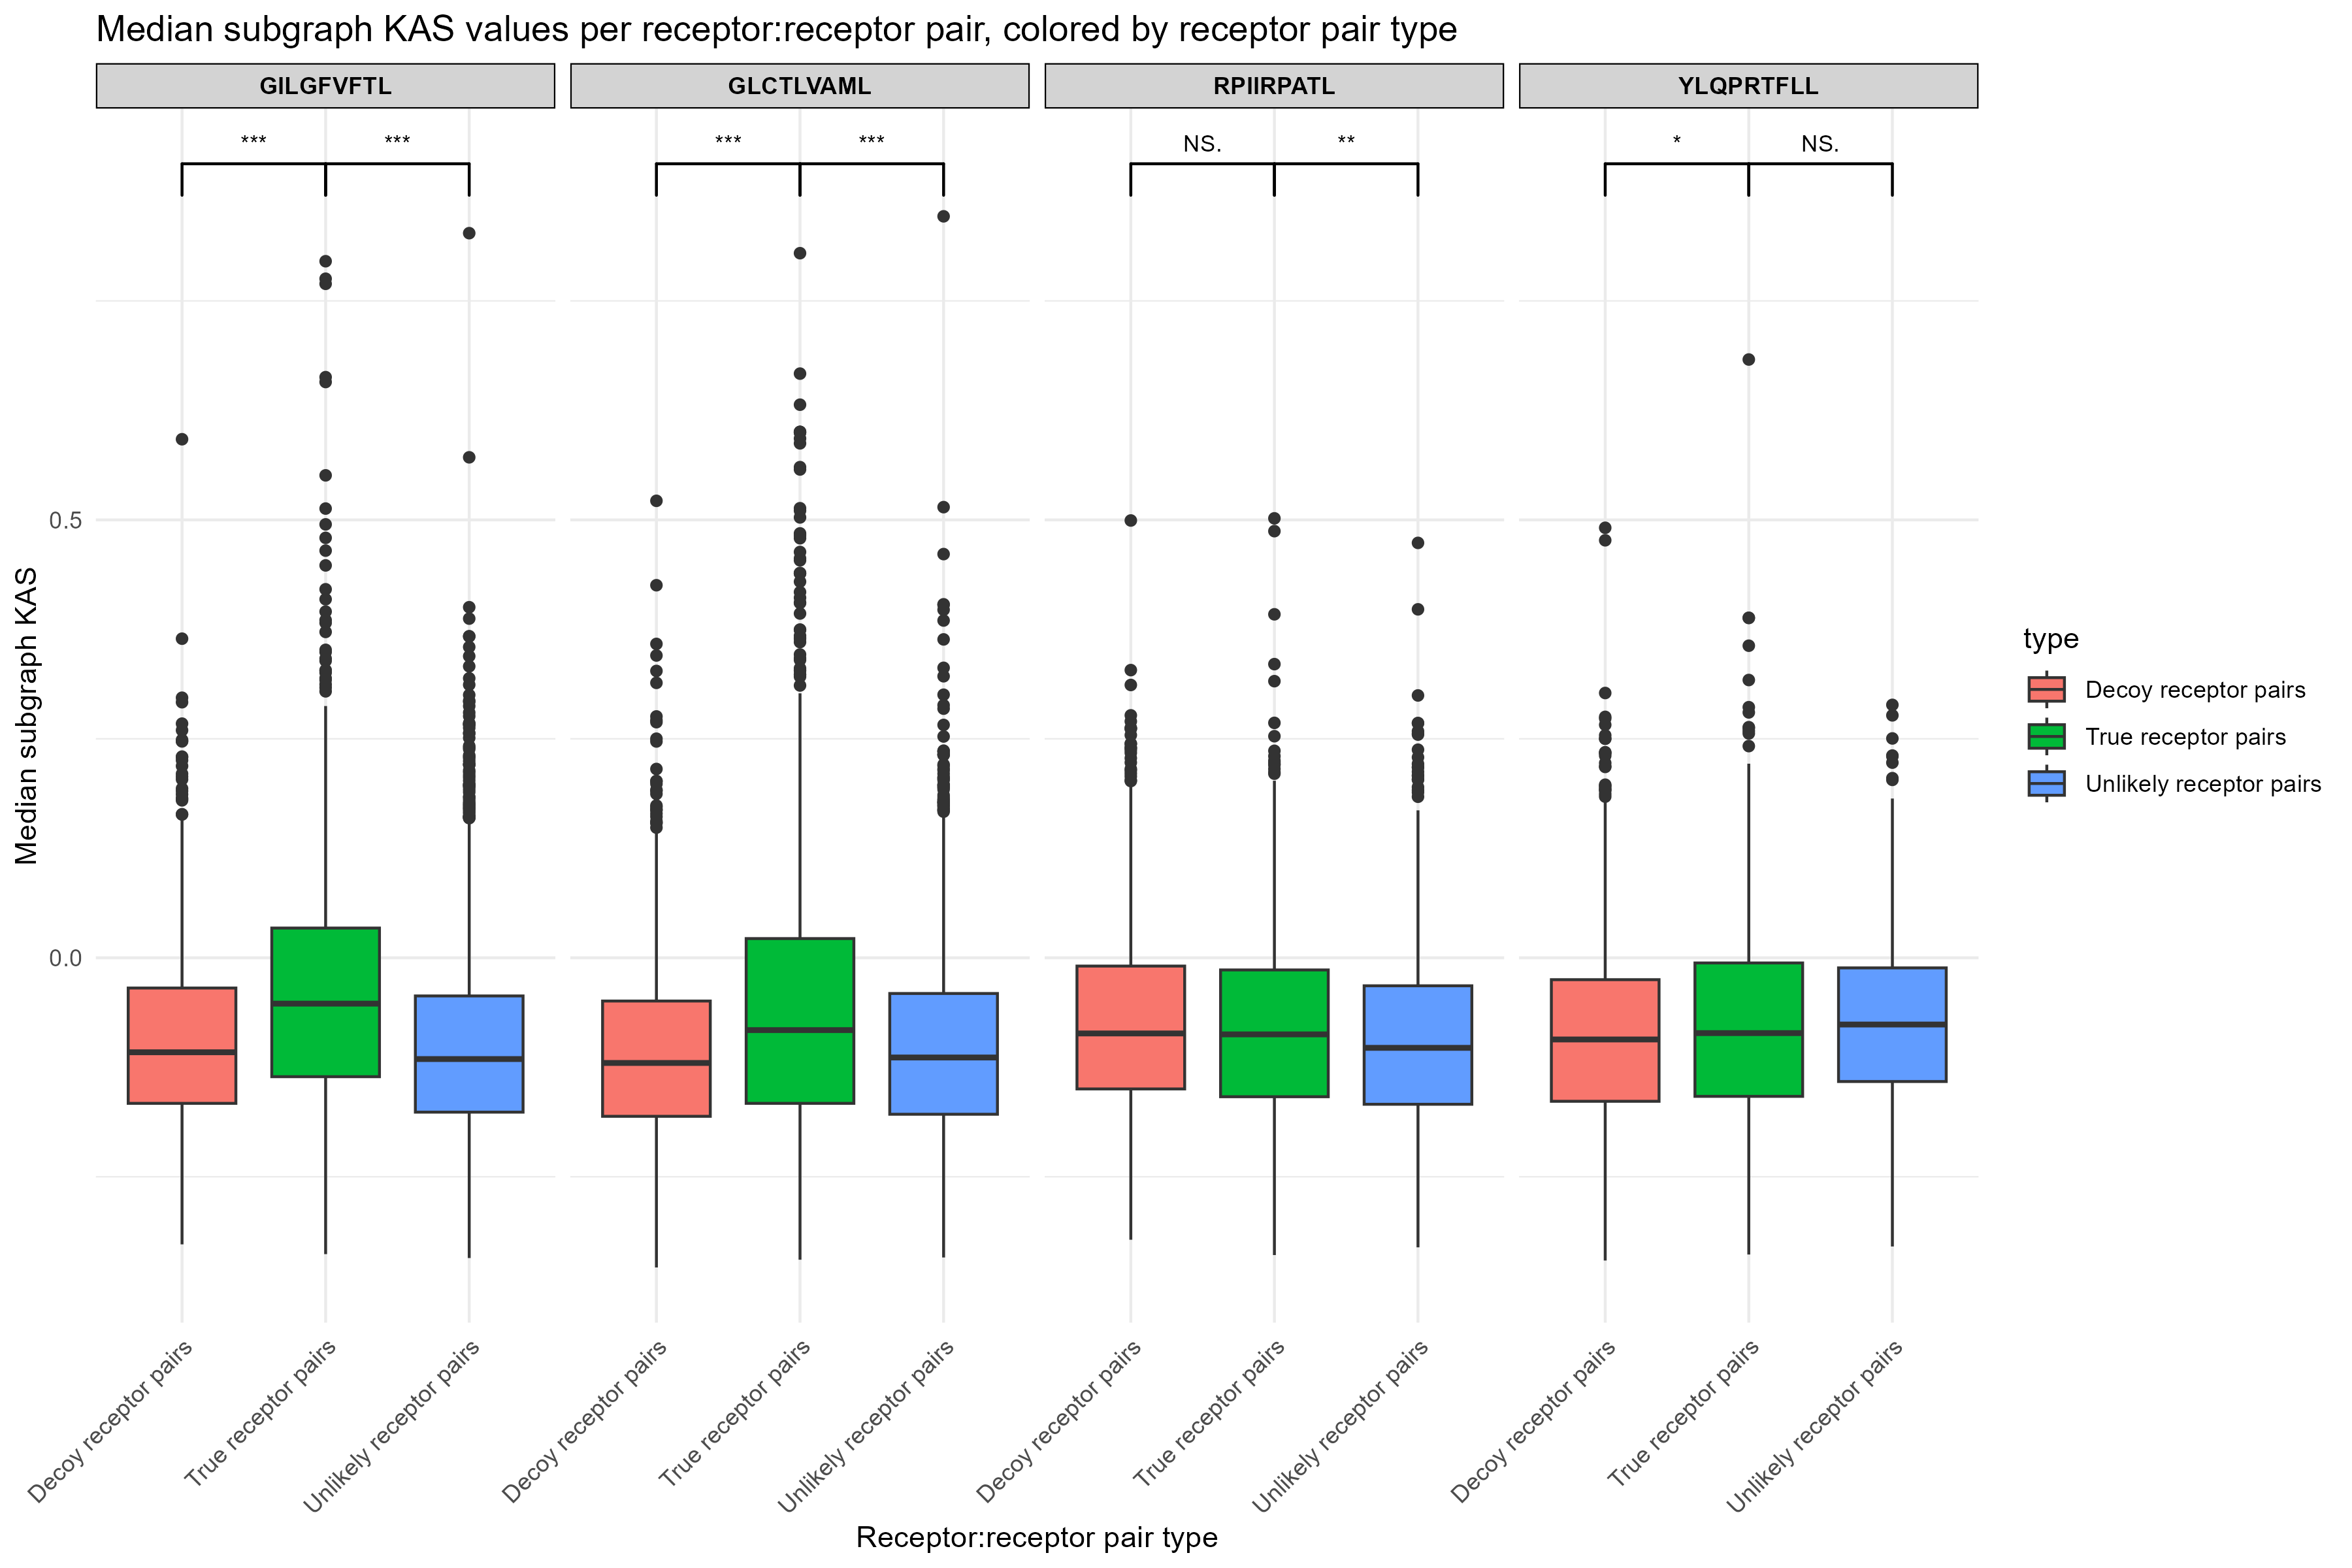 Median subgraph KAS values per receptor:receptor pair, colored by receptor pair type
GILGFVFTL
GLCTLVAML
RPIIRPATL
YLQPRTFLL
***
***
***
***
NS.
**
*
NS.
0.5
0.0
Median subgraph KAS
Decoy receptor pairs
True receptor pairs
Unlikely receptor pairs
Decoy receptor pairs
True receptor pairs
Unlikely receptor pairs
Decoy receptor pairs
True receptor pairs
Unlikely receptor pairs
Decoy receptor pairs
True receptor pairs
Unlikely receptor pairs
Receptor:receptor pair type
type
Decoy receptor pairs
True receptor pairs
Unlikely receptor pairs